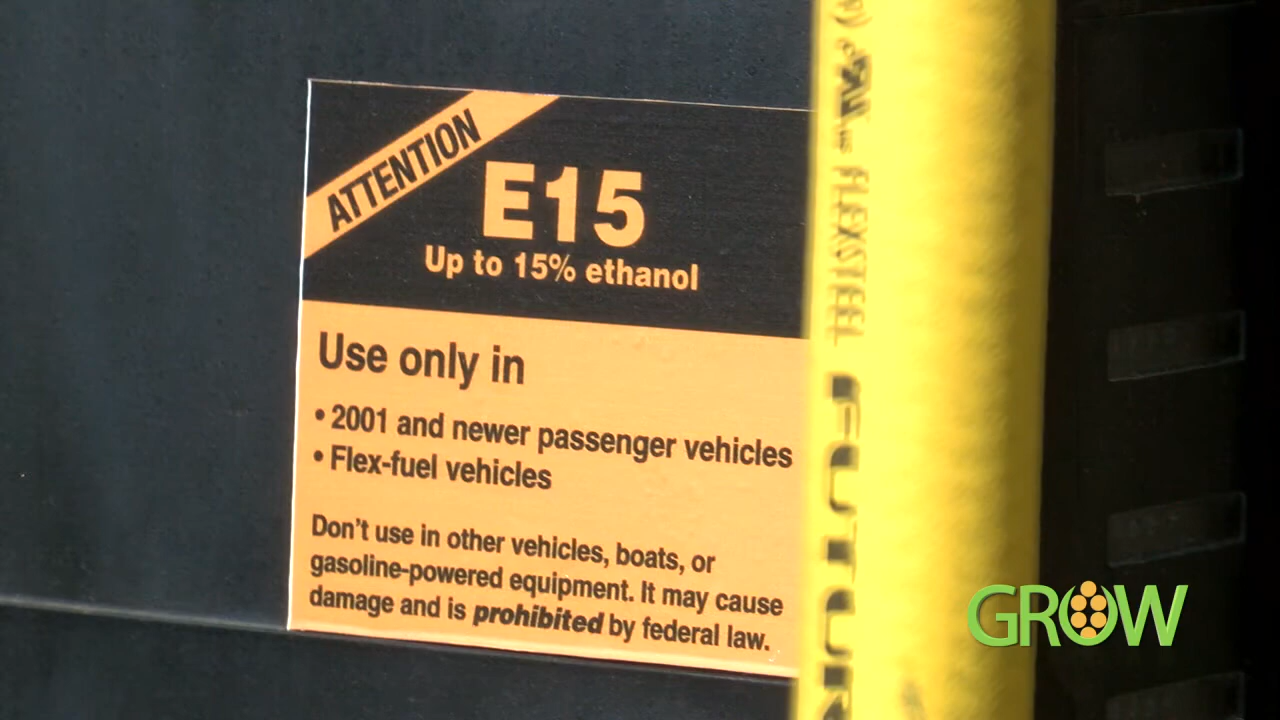 ATTENTION
E15
Up to 15% ethanol
Use only in
• 2001 and newer passenger vehicles
• Flex-fuel vehicles
Don't use in other vehicles, boats, or
gasoline-powered equipment. It may cause
damage and is prohibited by federal law.
FLEXSTEEL
FUTURA
GROW